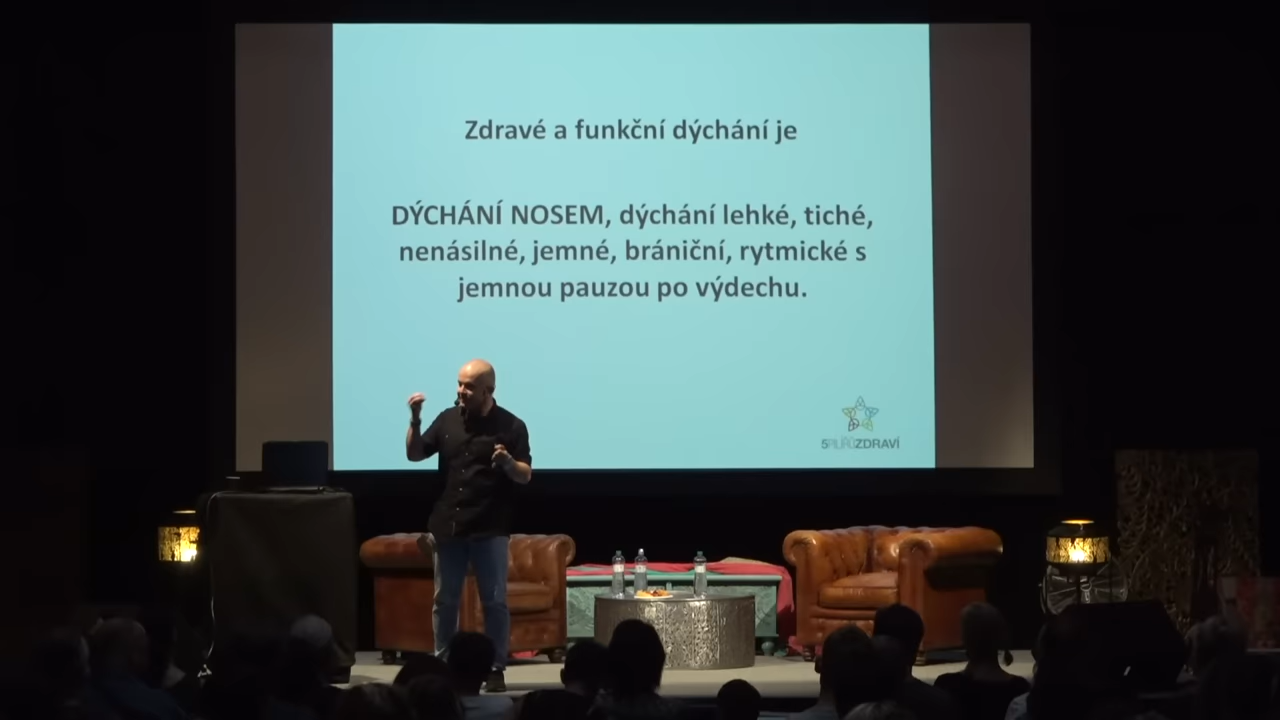 Zdravé a funkční dýchání je
DÝCHÁNÍ NOSEM, dýchání lehké, tiché,
nenásilné, jemné, brániční, rytmické s
jemnou pauzou po výdechu.
5PILÍŘŮZDRAVÍ